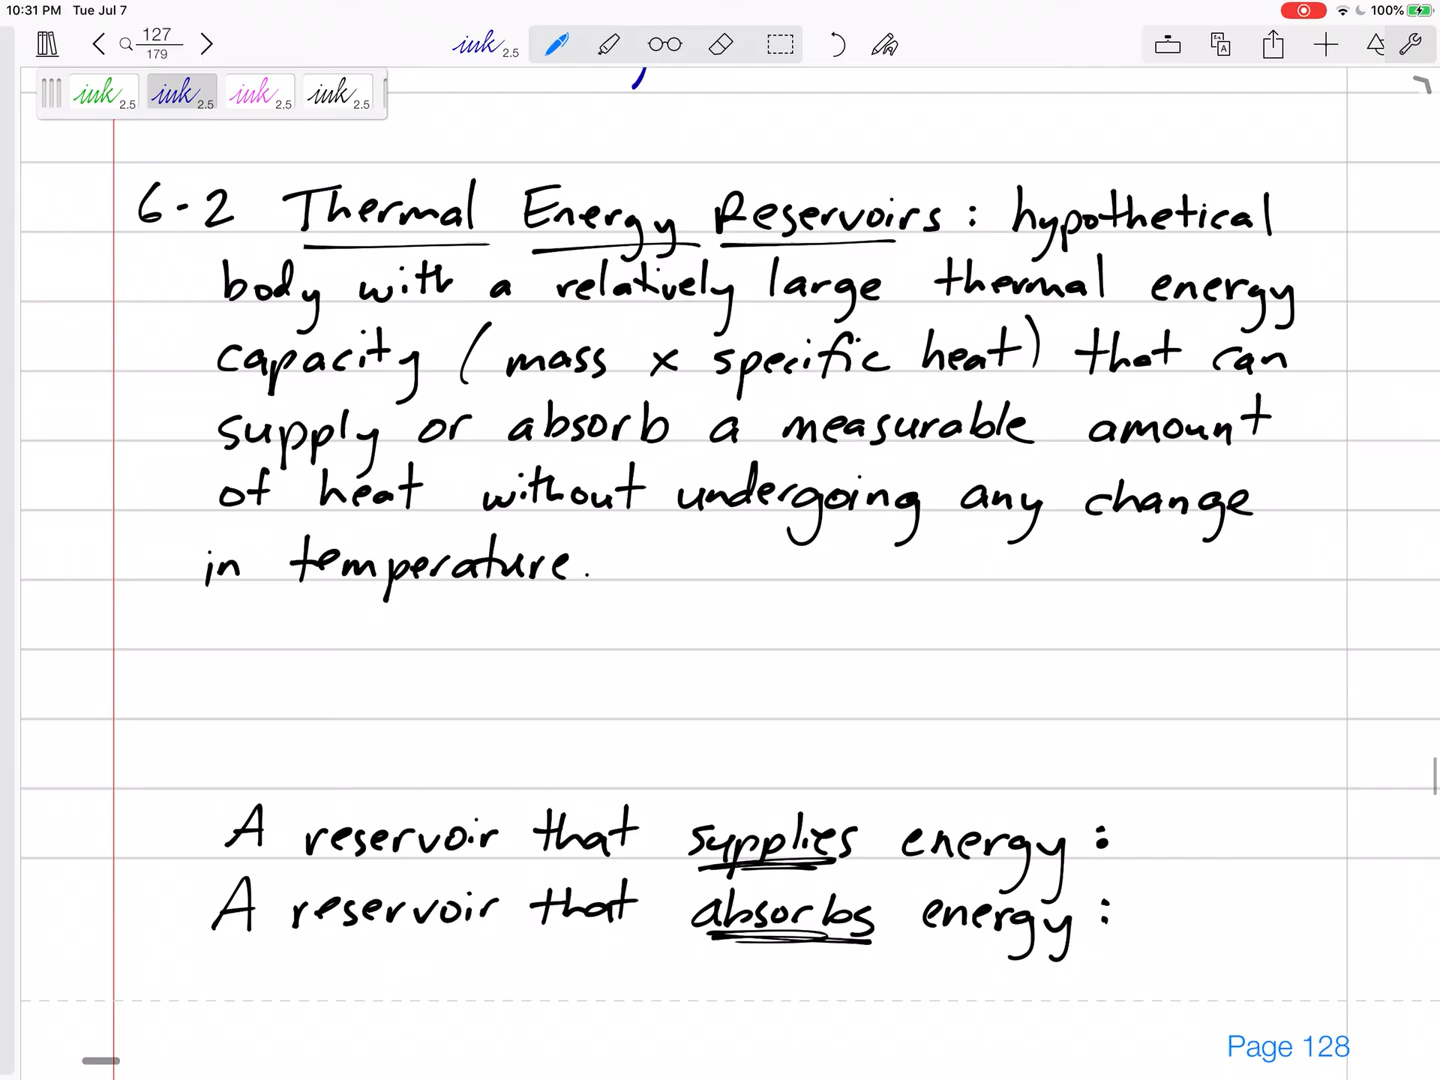 10:31 PM Tue Jul 7 100%
127
179
ink 2.5
ink 2.5 ink 2.5 ink 2.5 ink 2.5
6-2 Thermal Energy Reservoirs : hypothetical
body with a relatively large thermal energy
capacity ( mass x specific heat) that can
supply or absorb a measurable amount
of heat without undergoing any change
in temperature.
A reservoir that supplies energy :
A reservoir that absorbs energy :
Page 128